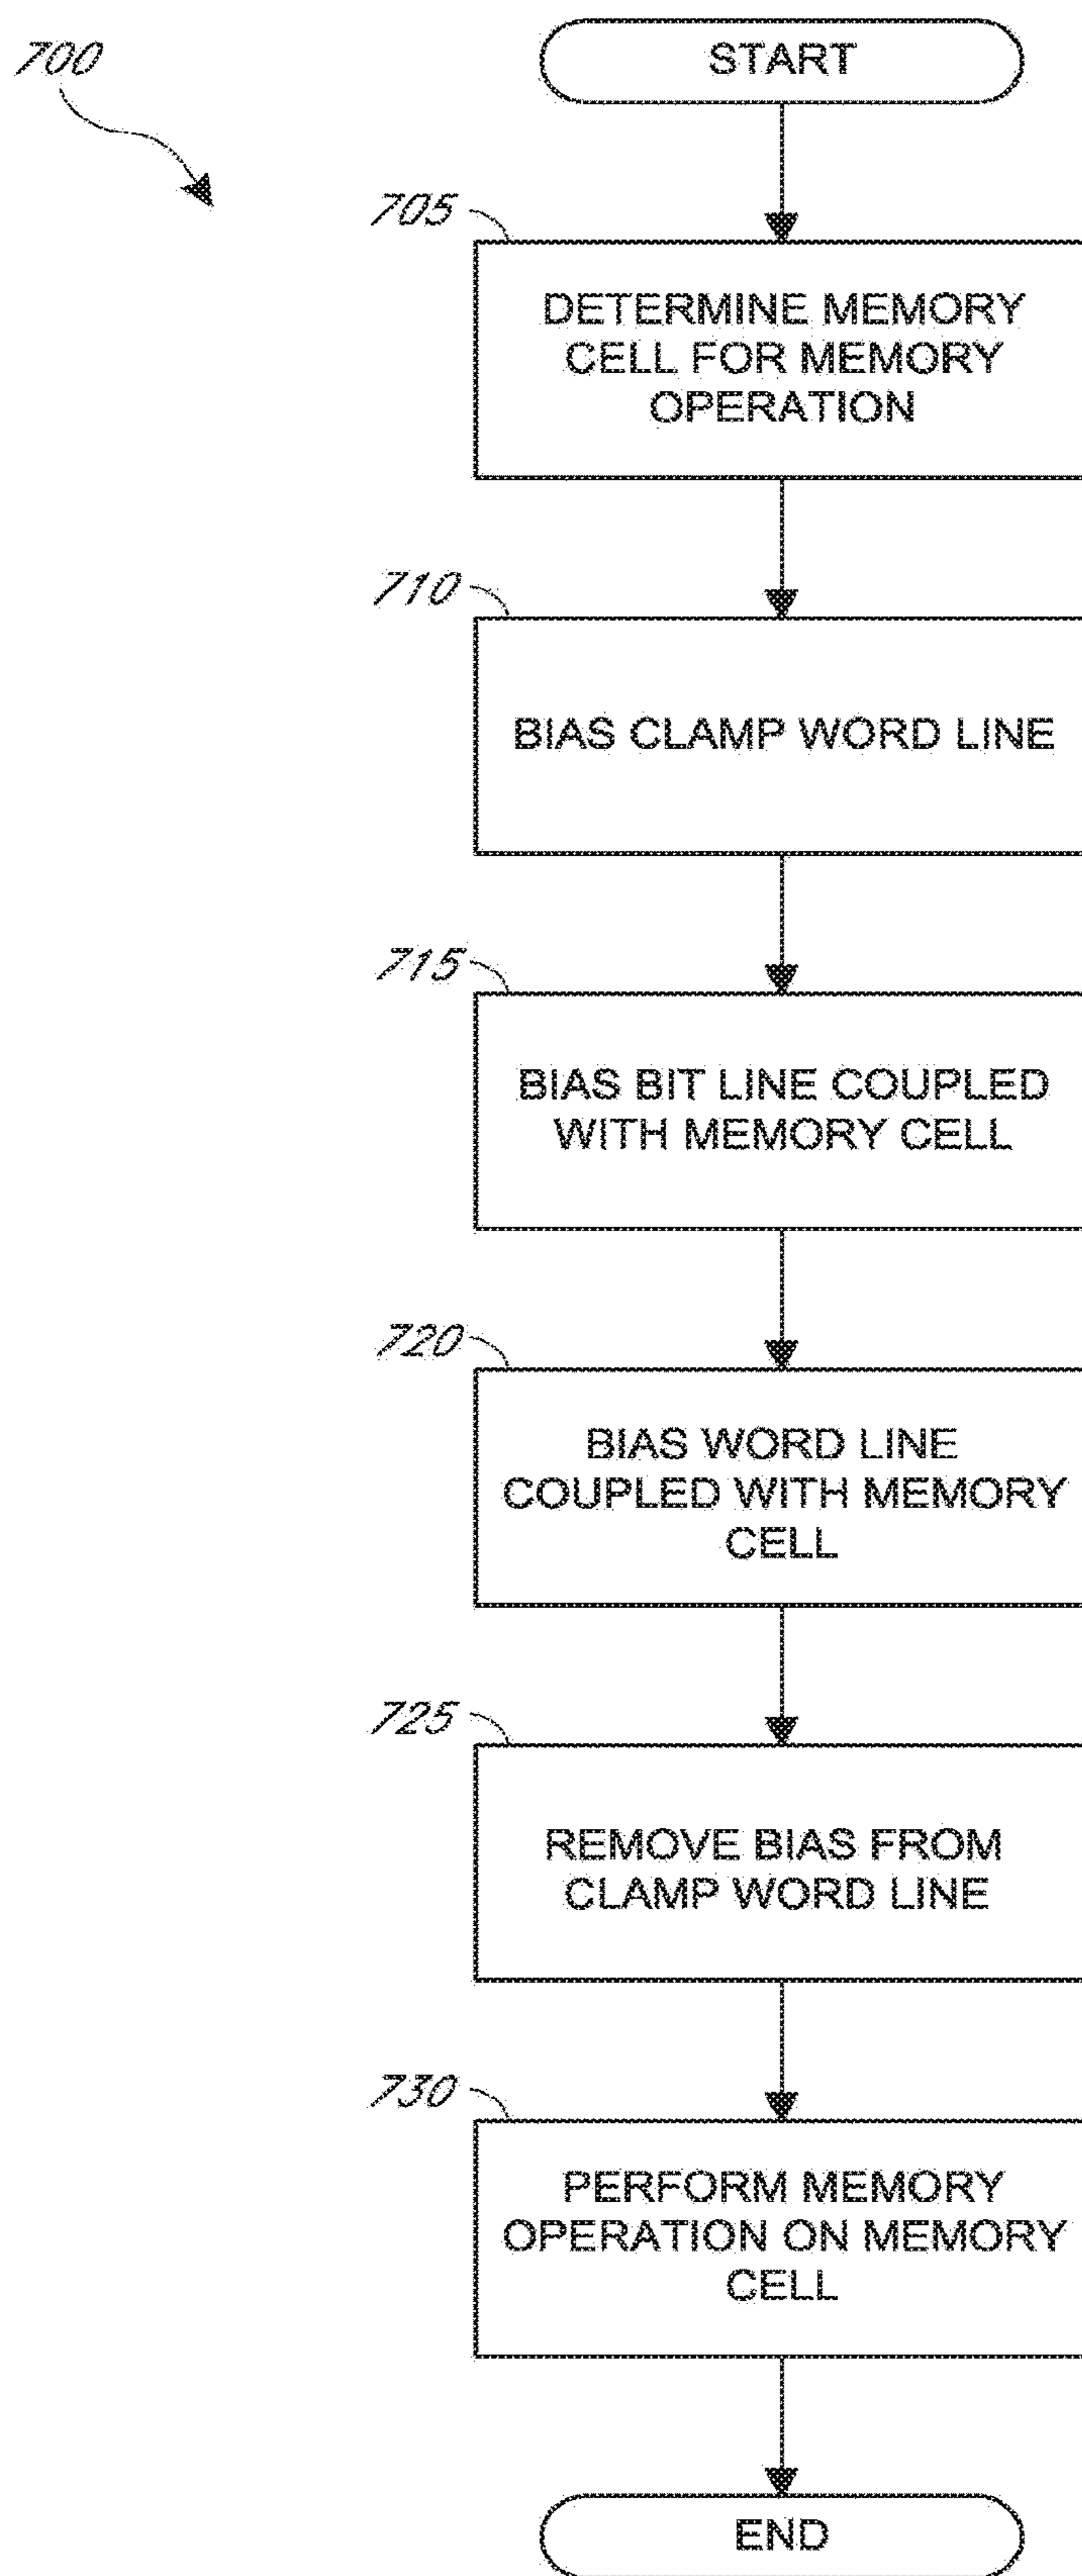 700
START
705
DETERMINE MEMORY
CELL FOR MEMORY
OPERATION
710
BIAS CLAMP WORD LINE
715
BIAS BIT LINE COUPLED
WITH MEMORY CELL
720
BIAS WORD LINE
COUPLED WITH MEMORY
CELL
725
REMOVE BIAS FROM
CLAMP WORD LINE
730
PERFORM MEMORY
OPERATION ON MEMORY
CELL
END